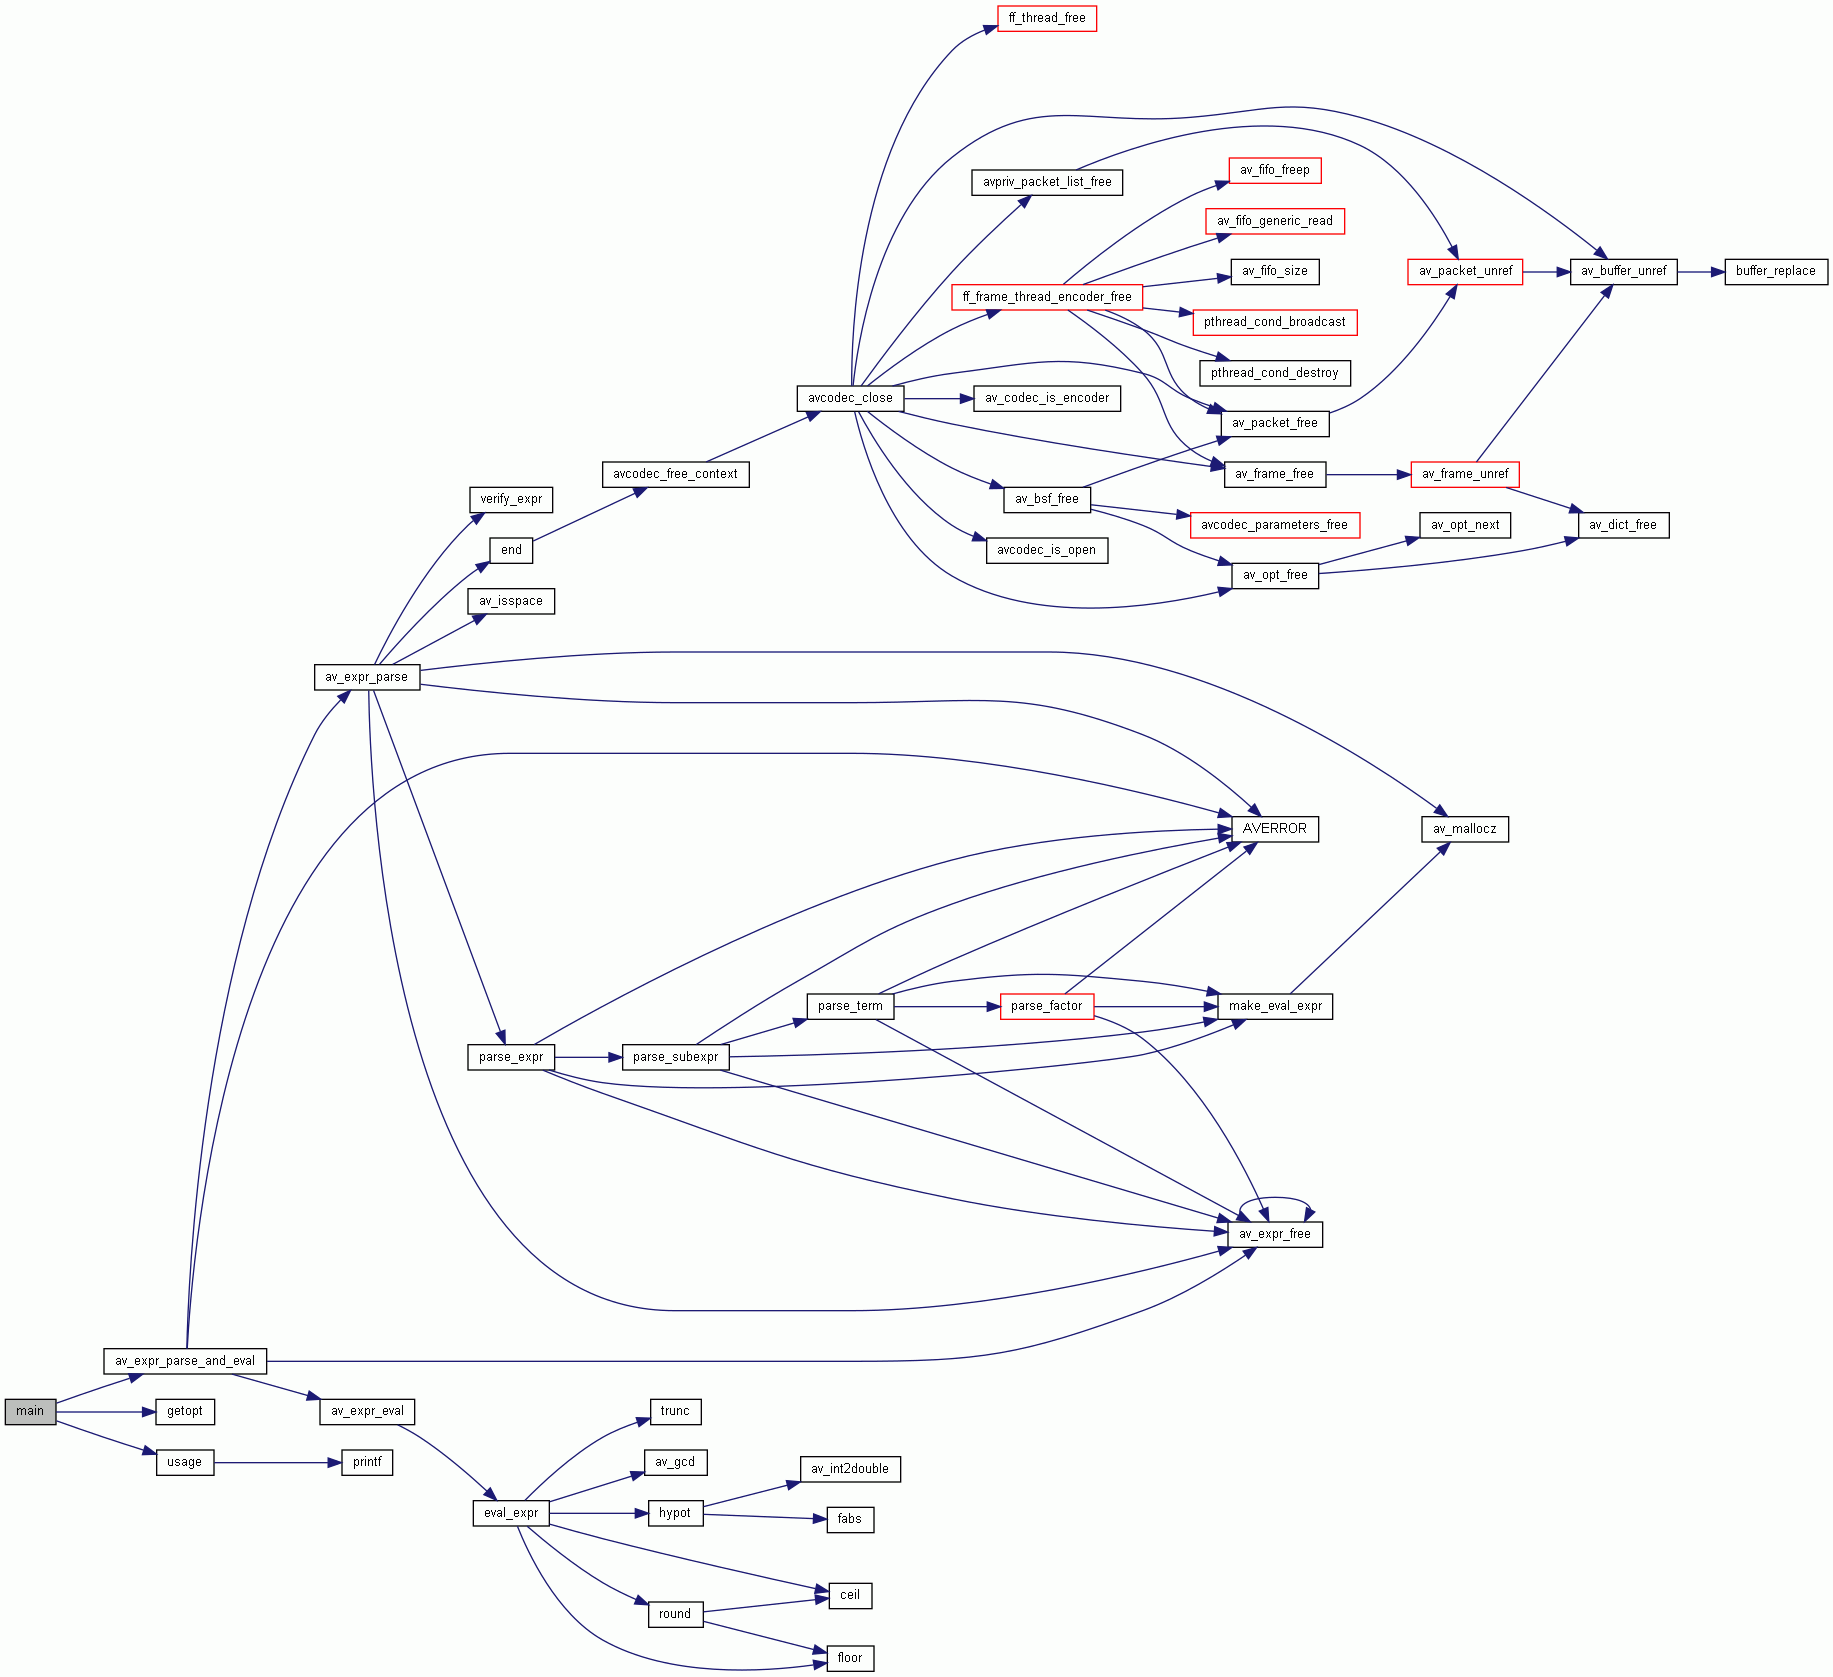 ff_thread_free
av_fifo_freep
avpriv_packet_list_free
av_fifo_generic_read
av_fifo_size
av_packet_unref
av_buffer_unref
buffer_replace
ff_frame_thread_encoder_free
pthread_cond_broadcast
pthread_cond_destroy
avcodec_close
av_codec_is_encoder
av_packet_free
avcodec_free_context
av_frame_free
av_frame_unref
verify_expr
av_bsf_free
avcodec_parameters_free
av_opt_next
av_dict_free
end
avcodec_is_open
av_opt_free
av_isspace
av_expr_parse
AVERROR
av_mallocz
parse_term
parse_factor
make_eval_expr
parse_expr
parse_subexpr
av_expr_free
av_expr_parse_and_eval
main
getopt
av_expr_eval
trunc
usage
printf
av_gcd
av_int2double
eval_expr
hypot
fabs
ceil
round
floor